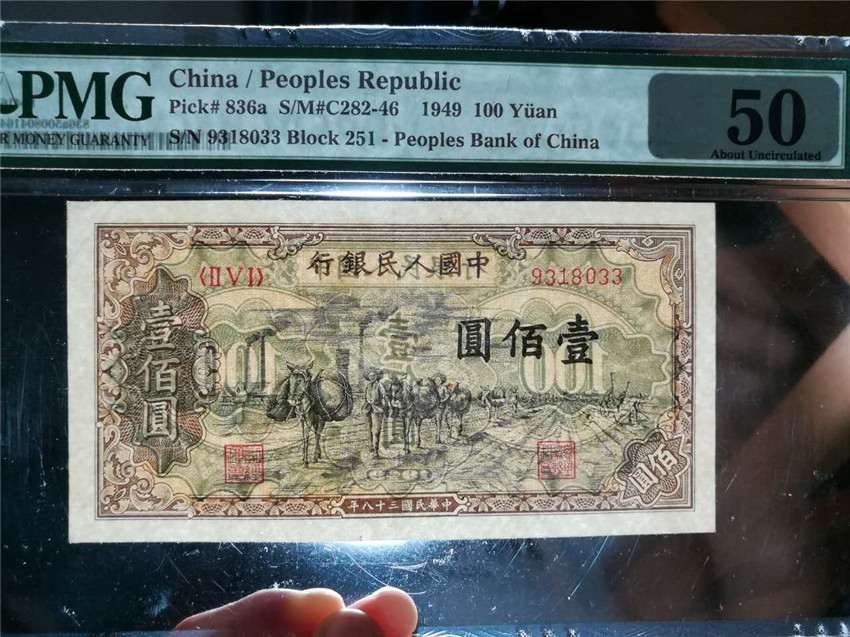 PMG
China / Peoples Republic
Pick# 836a S/M#C282-46 1949 100 Yüan
S/N 9318033 Block 251 - Peoples Bank of China
R MONEY GUARANTY
50
About Uncirculated
行銀民人國中
〈II V I〉
9318033
圓佰壹
壹佰圓
100
100
佰圓
年八十三國民華中